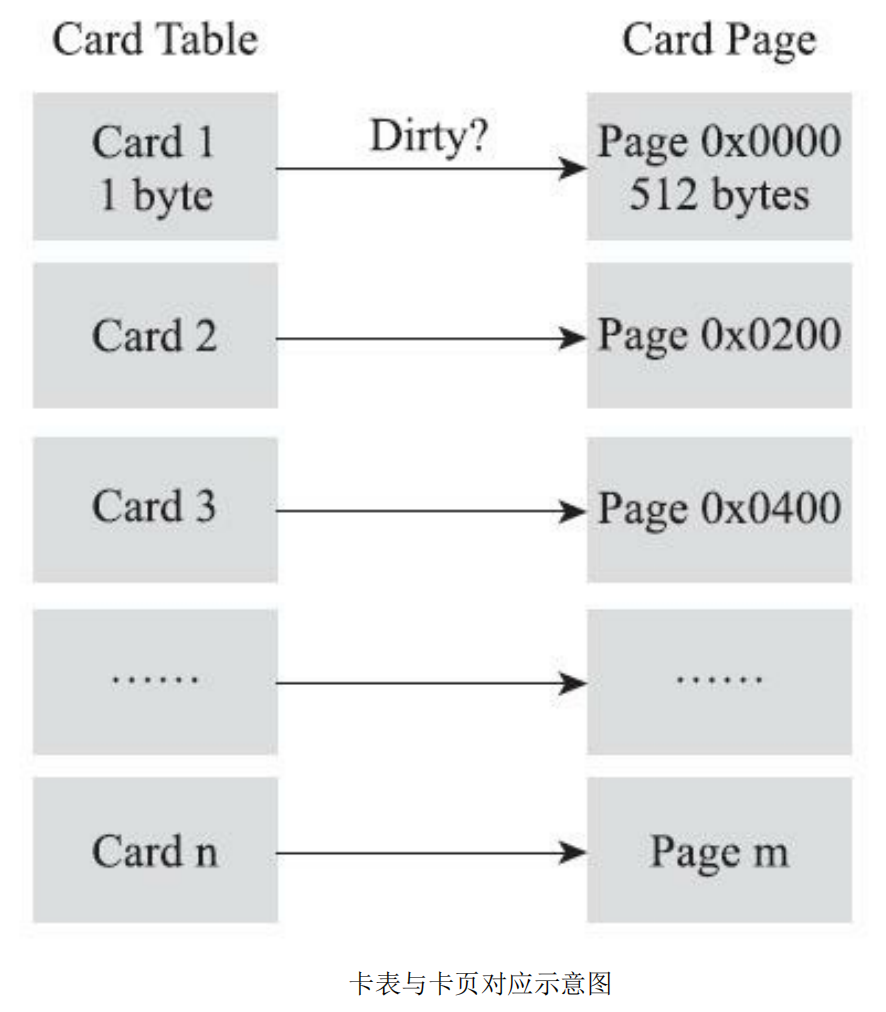 Card Table
Card Page
Card 1
1 byte
Dirty?
Page 0x0000
512 bytes
Card 2
Page 0x0200
Card 3
Page 0x0400
……
……
Card n
Page m
卡表与卡页对应示意图